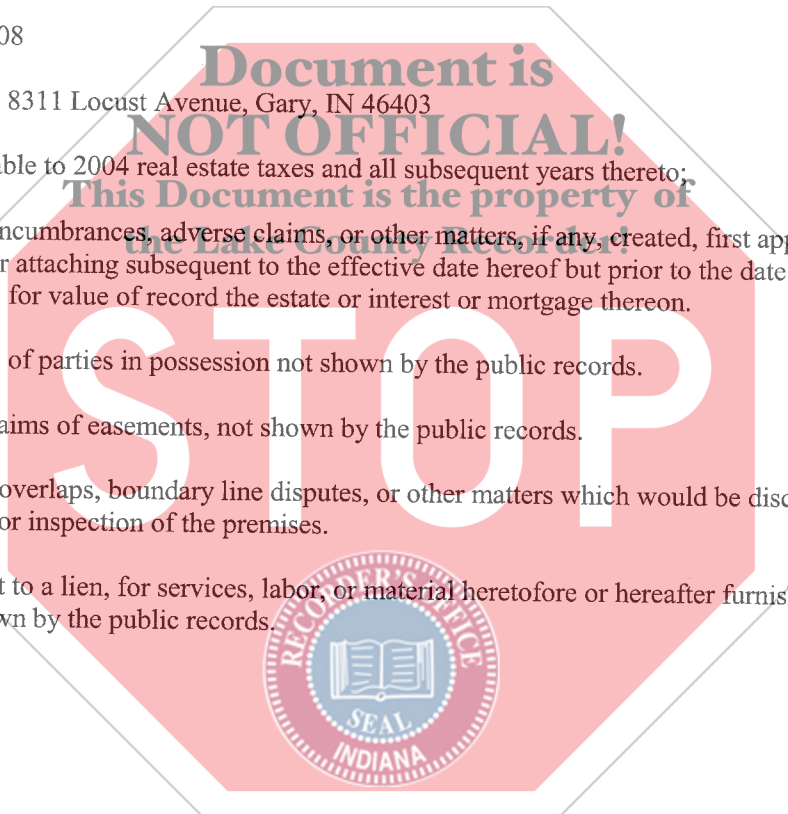 08
Document is
8311 Locust Avenue, Gary, IN 46403
NOT OFFICIAL!
able to 2004 real estate taxes and all subsequent years thereto;
This Document is the property of
ncumbrances, adverse claims, or other matters, if any, created, first app
the Lake County Recorder!
r attaching subsequent to the effective date hereof but prior to the date
for value of record the estate or interest or mortgage thereon.
STOP
of parties in possession not shown by the public records.
aims of easements, not shown by the public records.
overlaps, boundary line disputes, or other matters which would be disc
or inspection of the premises.
t to a lien, for services, labor, or material heretofore or hereafter furnis
wn by the public records.
RECORDER'S OFFICE
SEAL
INDIANA